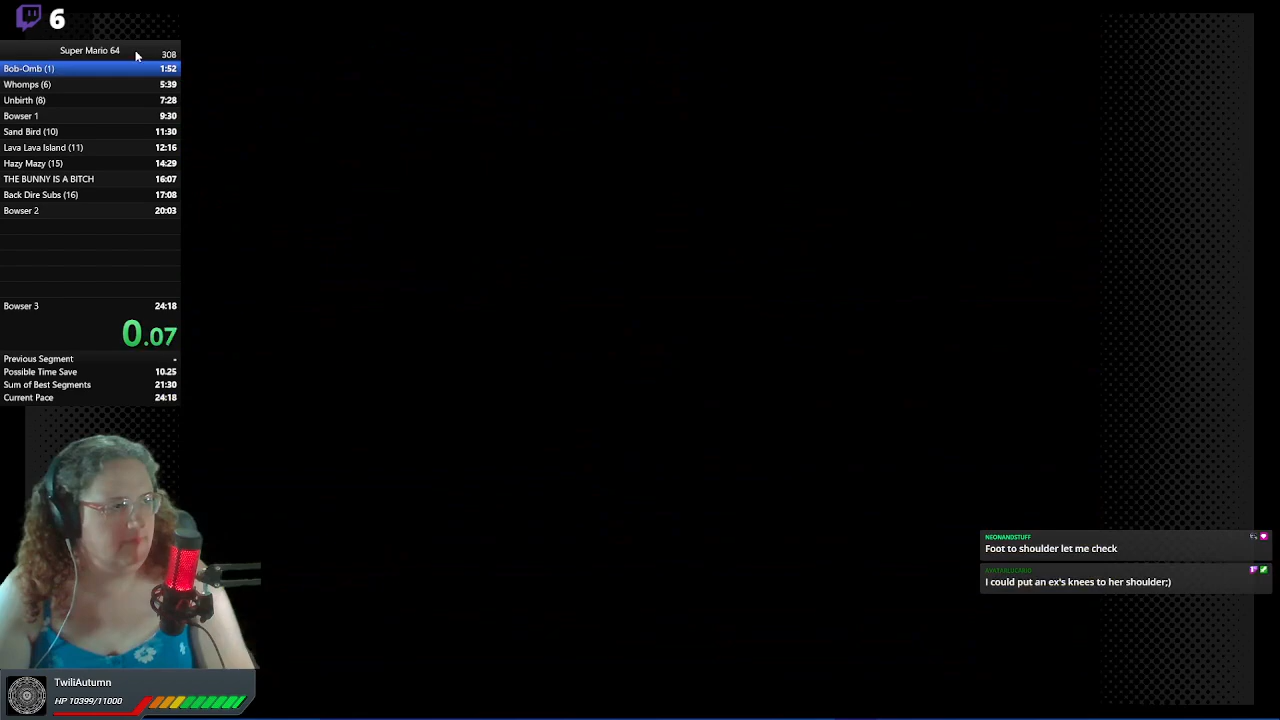 6
Super Mario 64
308
Bob-Omb (1) 1:52
Whomps (6) 5:39
Unbirth (8) 7:28
Bowser 1 9:30
Sand Bird (10) 11:30
Lava Lava Island (11) 12:16
Hazy Mazy (15) 14:29
THE BUNNY IS A BITCH 16:07
Back Dire Subs (16) 17:08
Bowser 2 20:03
Bowser 3 24:18
0.07
Previous Segment -
Possible Time Save 10.25
Sum of Best Segments 21:30
Current Pace 24:18
NEONANDSTUFF
Foot to shoulder let me check
AVATARLUCARIO
I could put an ex's knees to her shoulder;)
TwiliAutumn
HP 10399/11000